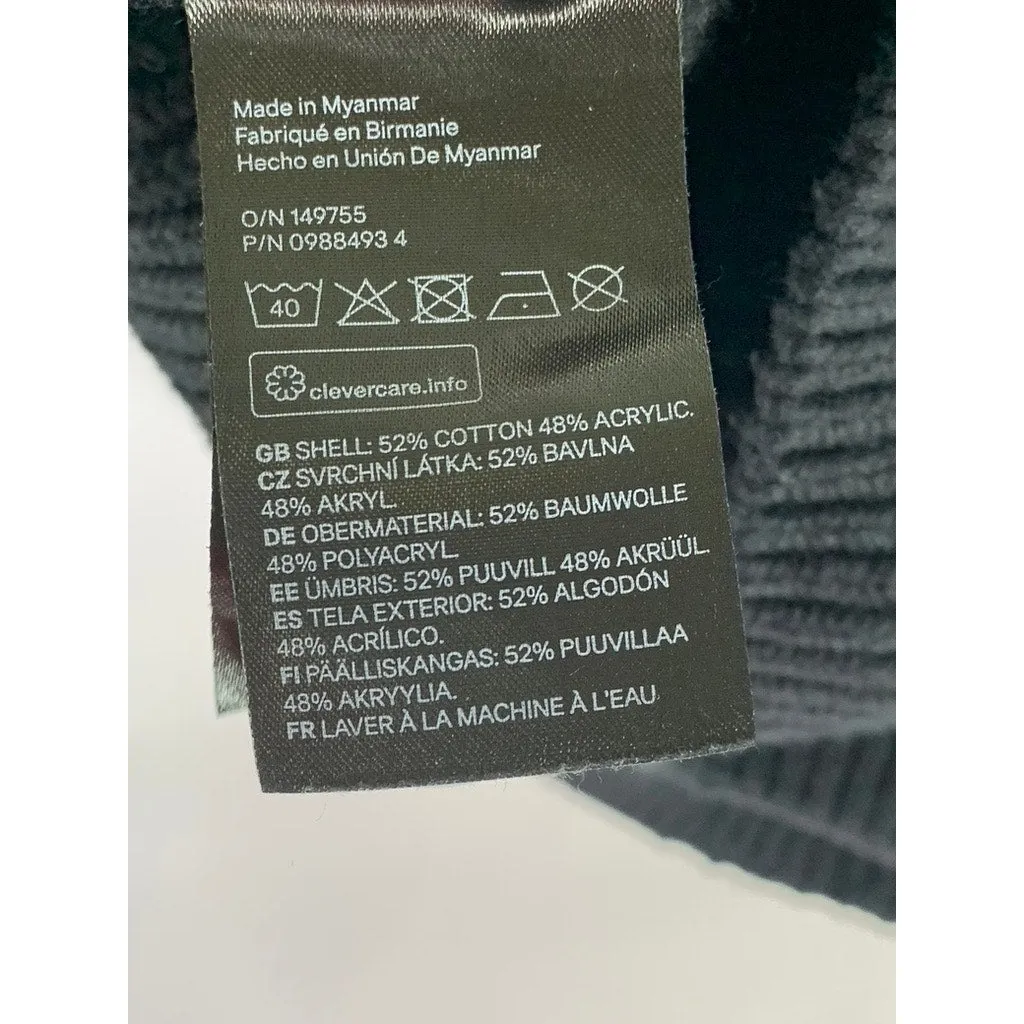 Made in Myanmar
Fabriqué en Birmanie
Hecho en Unión De Myanmar
O/N 149755
P/N 0988493 4
40
clevercare.info
GB SHELL: 52% COTTON 48% ACRYLIC.
CZ SVRCHNÍ LÁTKA: 52% BAVLNA
48% AKRYL.
DE OBERMATERIAL: 52% BAUMWOLLE
48% POLYACRYL.
EE ÜMBRIS: 52% PUUVILL 48% AKRÜÜL.
ES TELA EXTERIOR: 52% ALGODÓN
48% ACRÍLICO.
FI PÄÄLLISKANGAS: 52% PUUVILLAA
48% AKRYYLIA.
FR LAVER À LA MACHINE À L'EAU